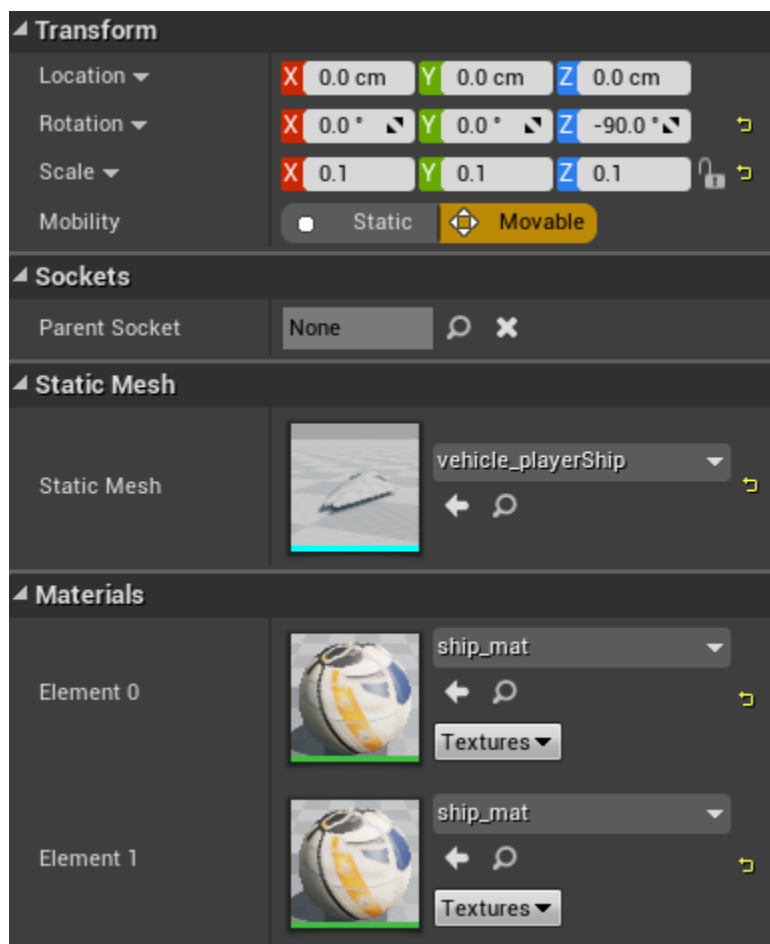 Transform
Location X 0.0 cm Y 0.0 cm Z 0.0 cm
Rotation X 0.0 ° Y 0.0 ° Z -90.0 °
Scale X 0.1 Y 0.1 Z 0.1
Mobility Static Movable
Sockets
Parent Socket None
Static Mesh
Static Mesh vehicle_playerShip
Materials
Element 0 ship_mat
Textures
Element 1 ship_mat
Textures